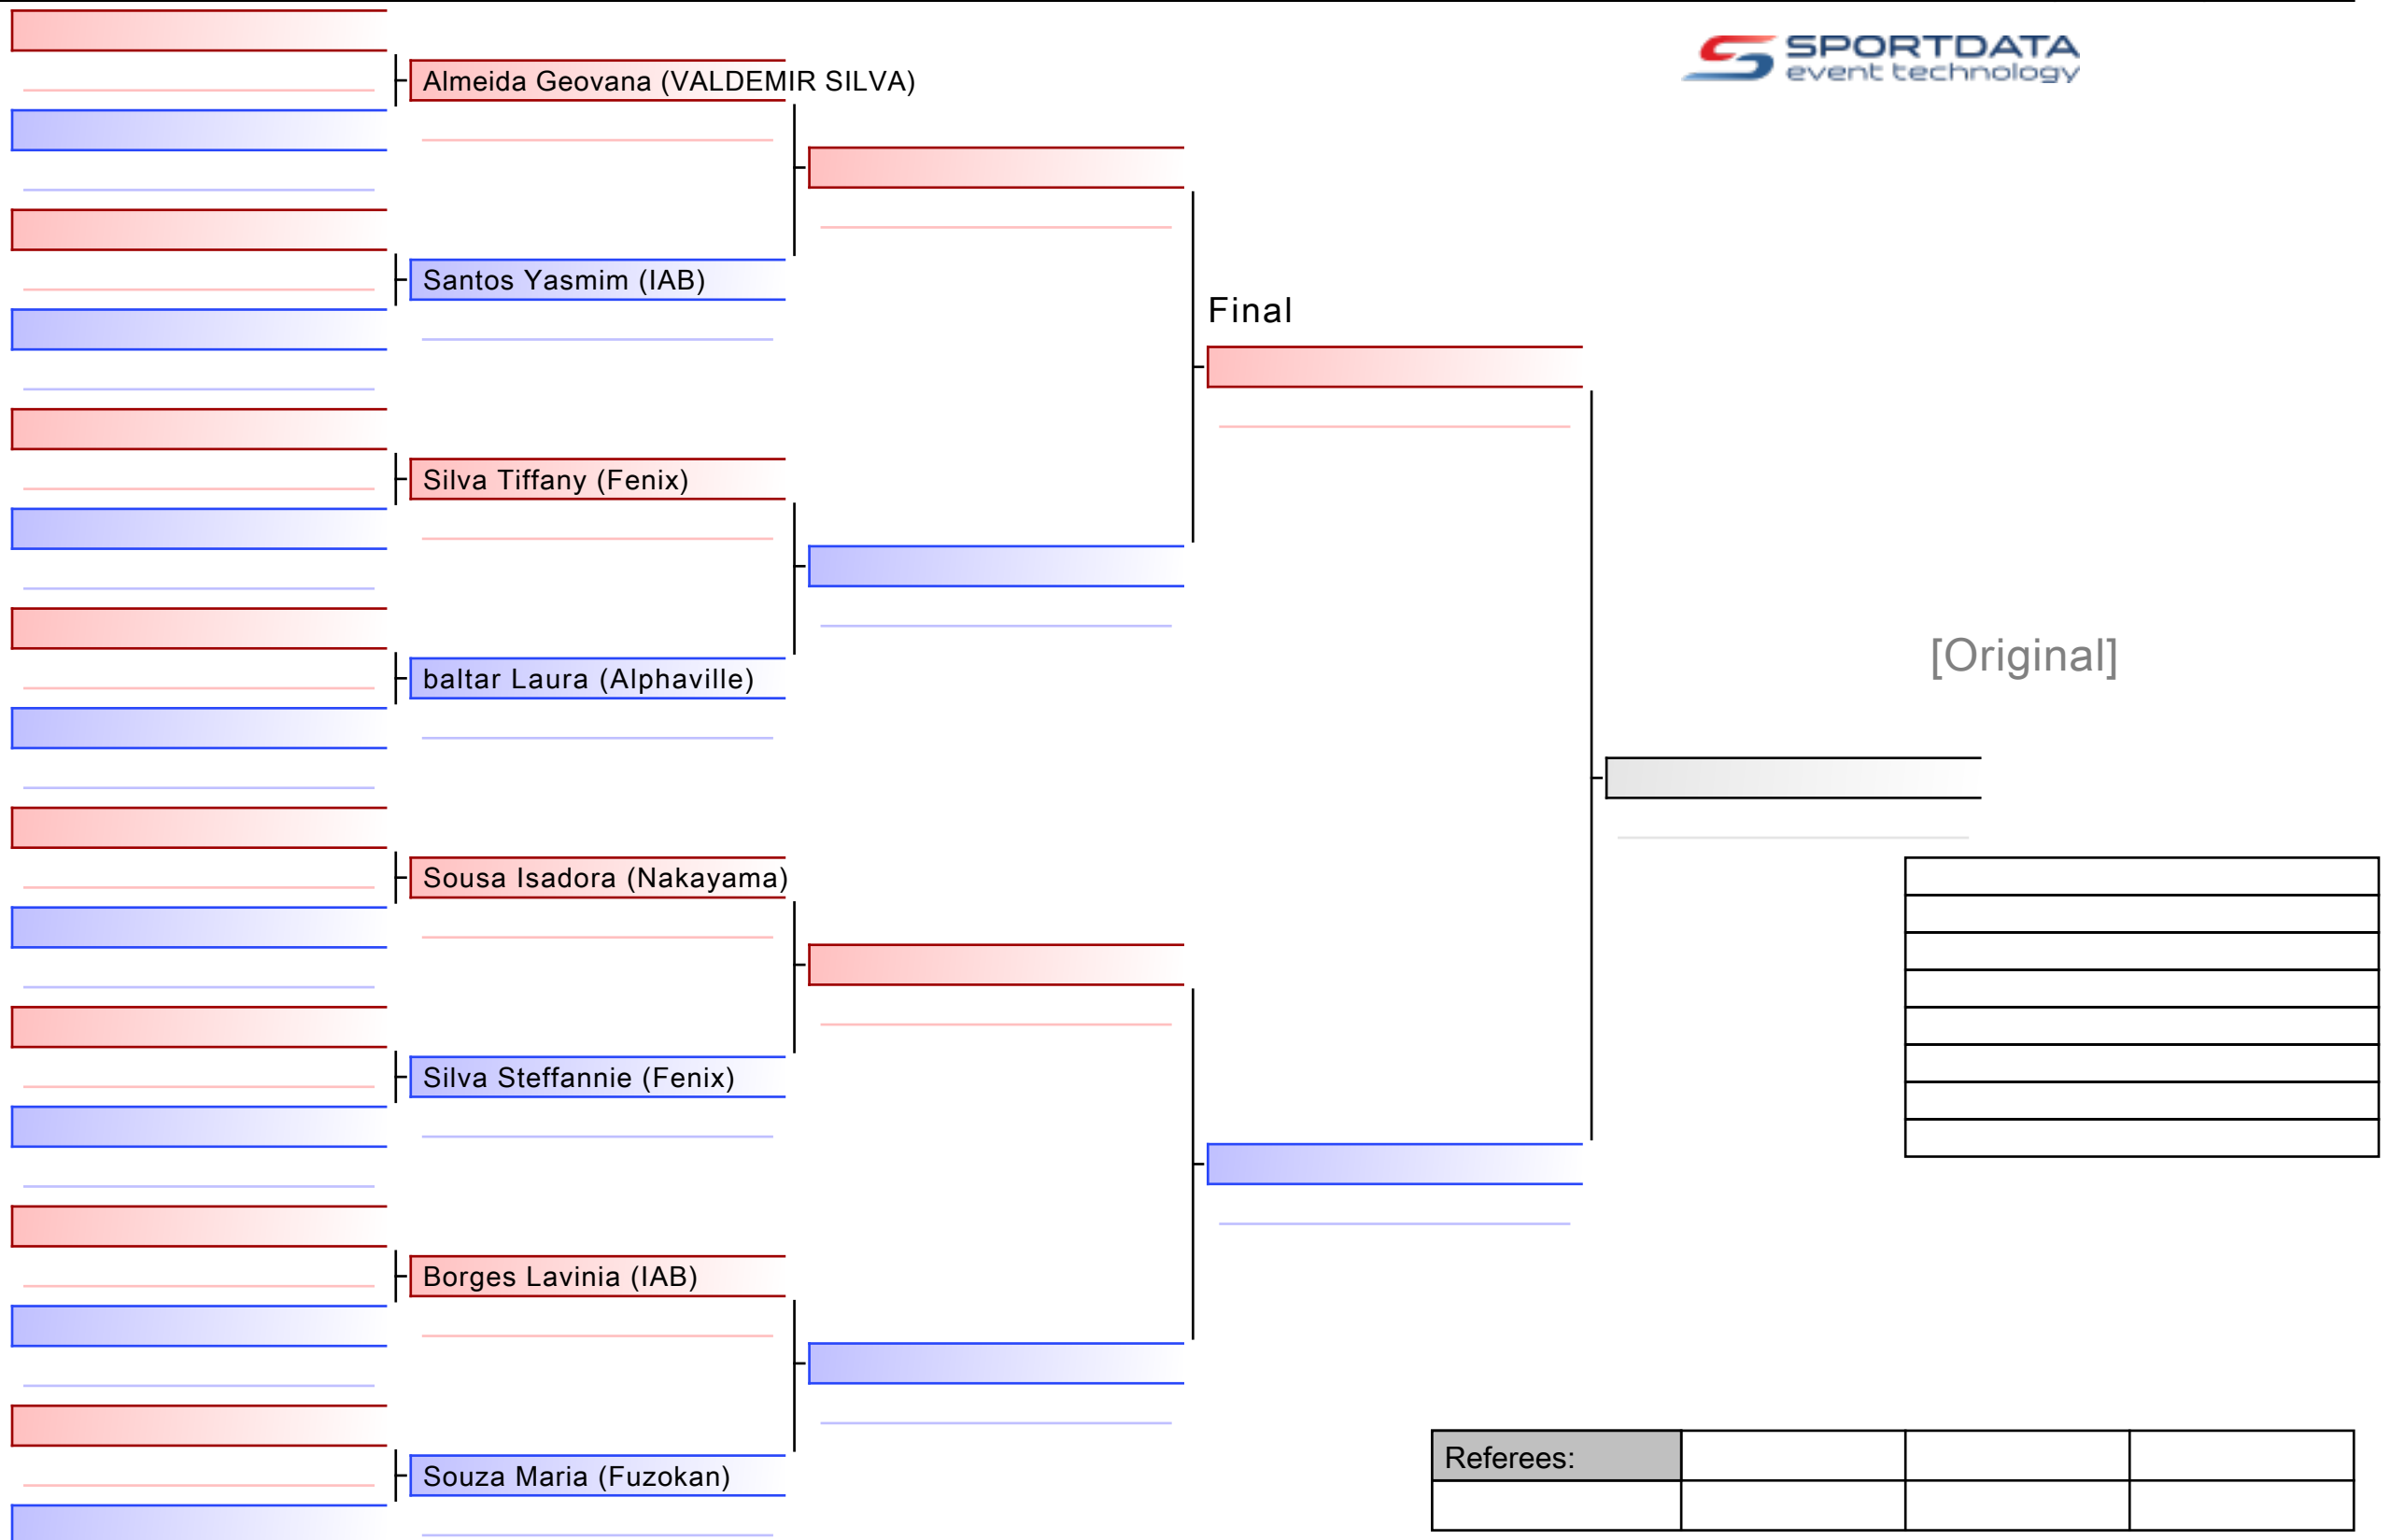 SPORTDATA
event technology
Almeida Geovana (VALDEMIR SILVA)
Santos Yasmim (IAB)
Final
Silva Tiffany (Fenix)
[Original]
baltar Laura (Alphaville)
Sousa Isadora (Nakayama)
Silva Steffannie (Fenix)
Borges Lavinia (IAB)
Referees:
Souza Maria (Fuzokan)